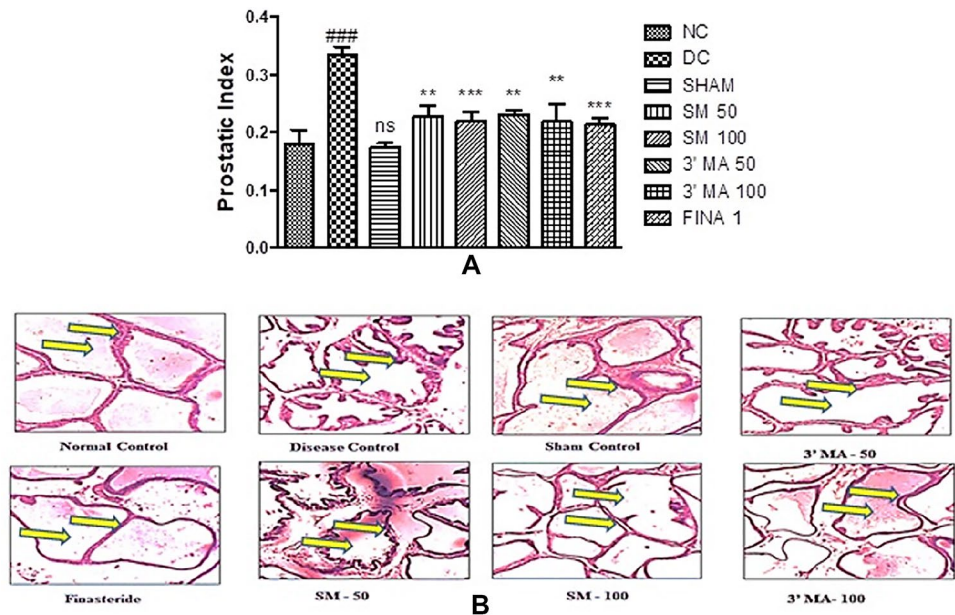 Prostatic Index
0.4
0.3
0.2
0.1
0.0
###
ns
**
***
**
**
***
NC
DC
SHAM
SM 50
SM 100
3' MA 50
3' MA 100
FINA 1
A
Normal Control
Disease Control
Sham Control
3' MA - 50
Finasteride
SM - 50
SM - 100
3' MA- 100
B